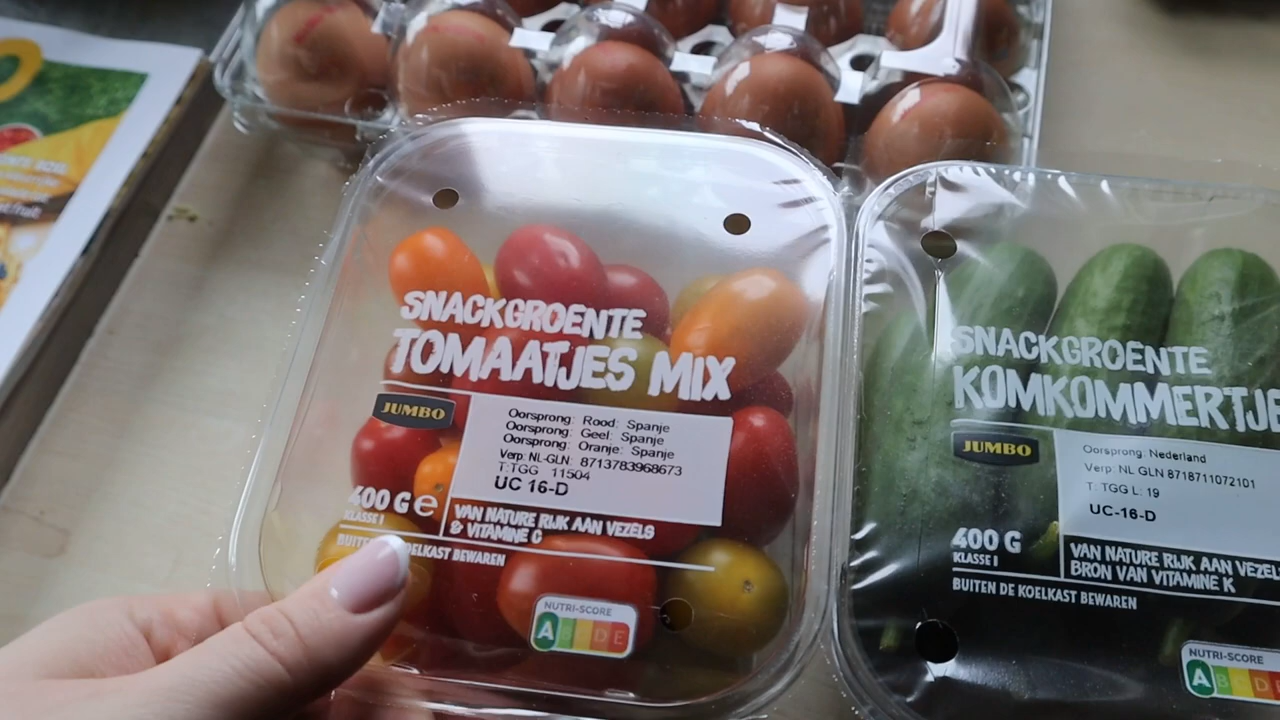 SNACKGROENTE
TOMAATJES MIX
JUMBO
Oorsprong: Rood: Spanje
Oorsprong: Geel: Spanje
Oorsprong: Oranje: Spanje
Verp: NL-GLN: 8713783968673
T:TGG 11504
UC 16-D
400 G e
KLASSE I
VAN NATURE RIJK AAN VEZELS
& VITAMINE C
BUITEN KOELKAST BEWAREN
NUTRI-SCORE
A B C D E
SNACKGROENTE
KOMKOMMERTJE
JUMBO
Oorsprong: Nederland
Verp: NL GLN 8718711072101
T: TGG L: 19
UC-16-D
400 G
KLASSE I
VAN NATURE RIJK AAN VEZELS
BRON VAN VITAMINE K
BUITEN DE KOELKAST BEWAREN
NUTRI-SCORE
A B C D E